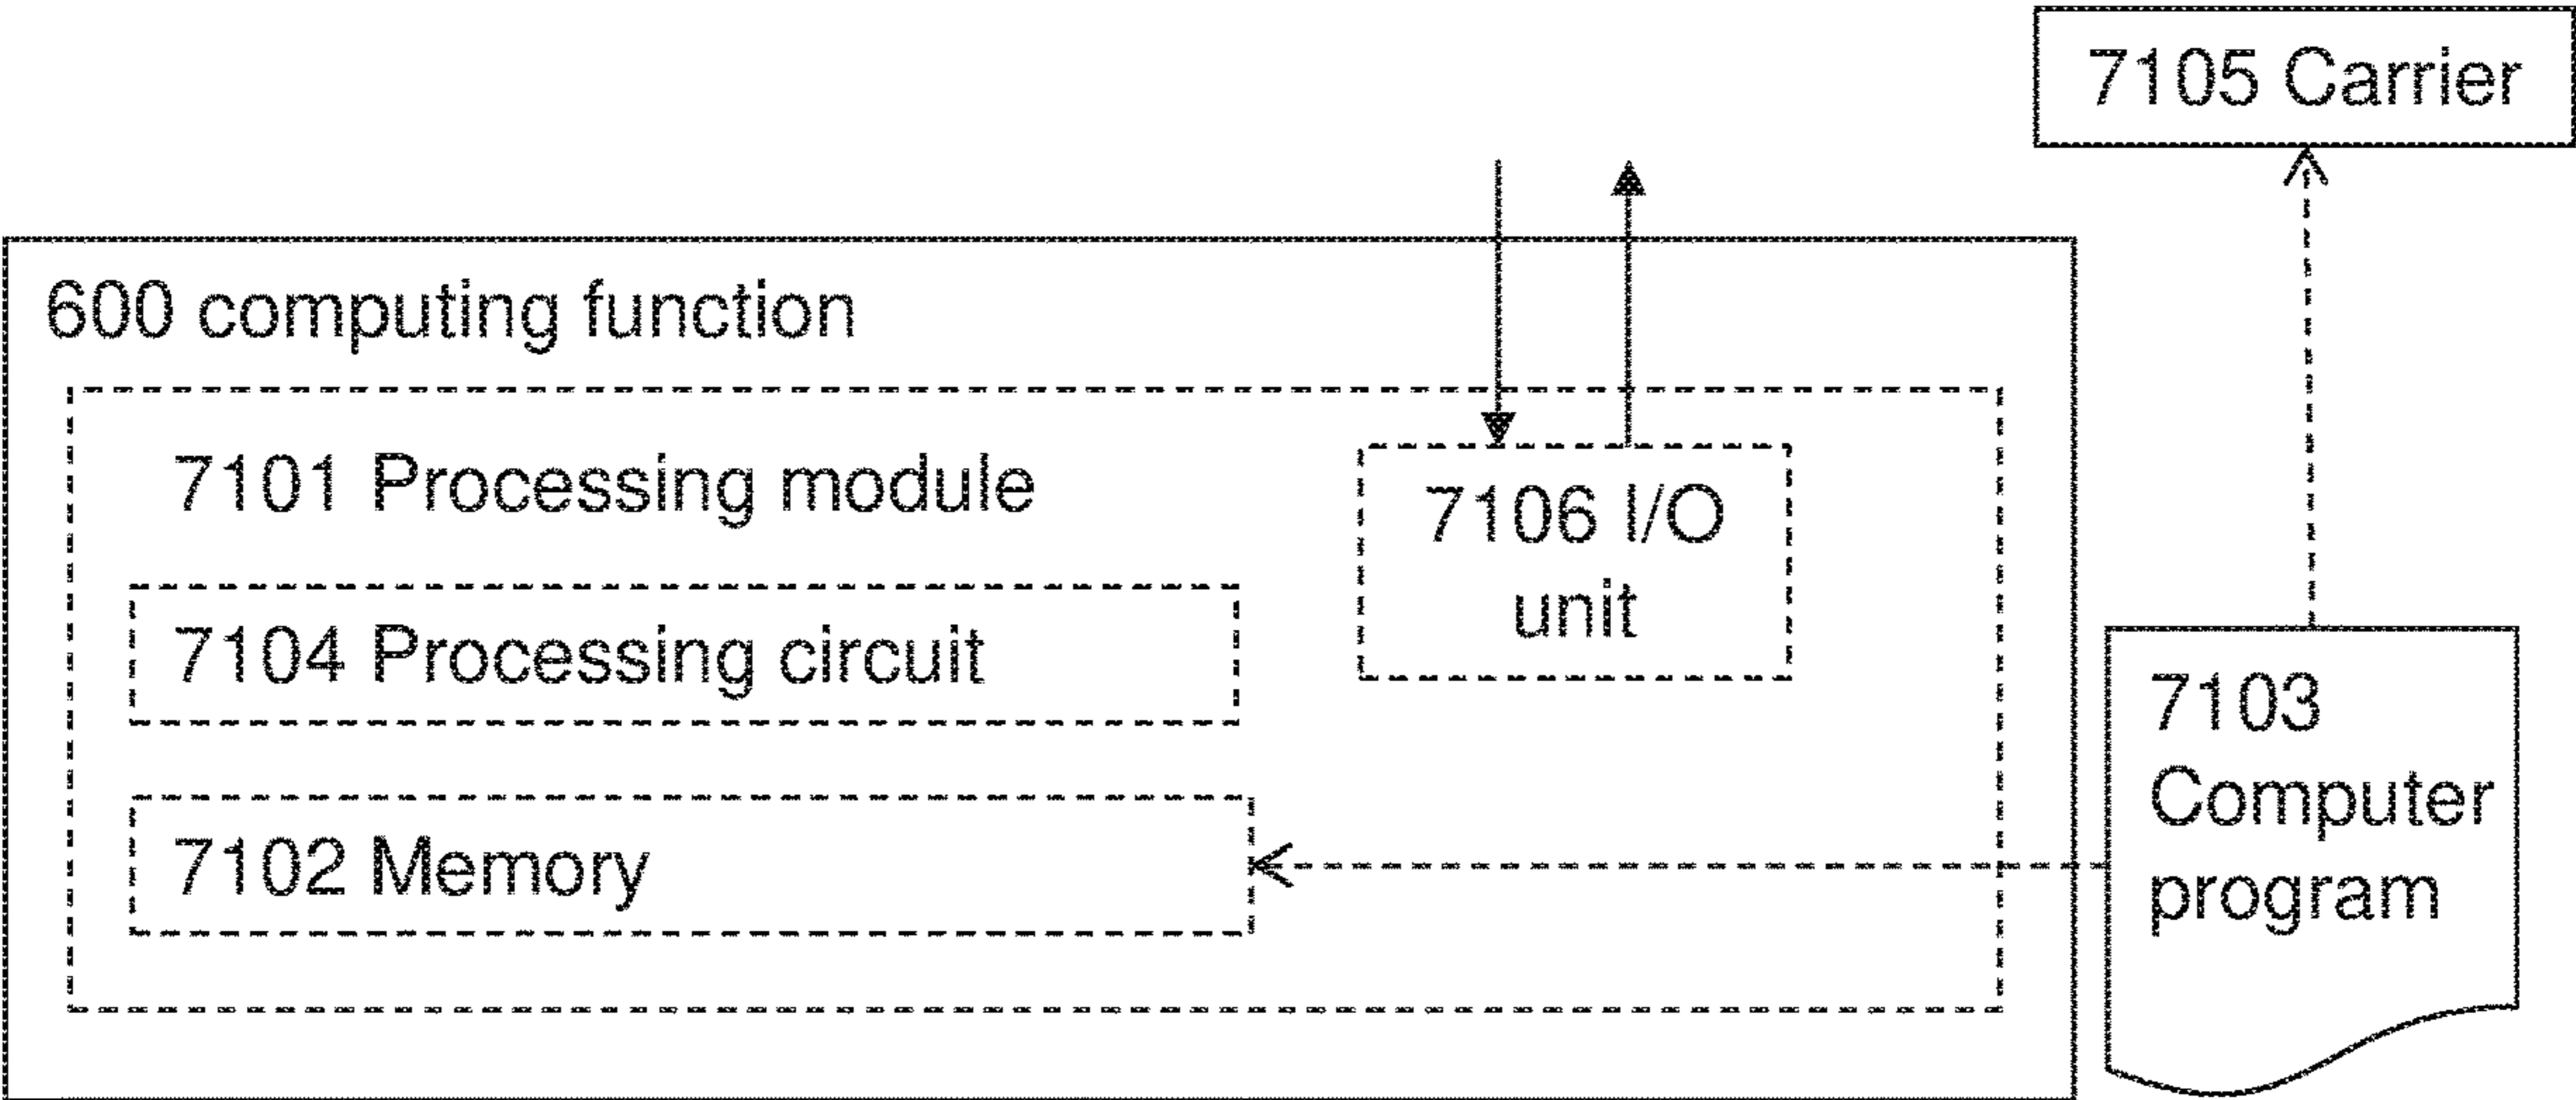 7105 Carrier
600 computing function
7101 Processing module
7106 I/O
unit
7104 Processing circuit
7102 Memory
7103
Computer
program